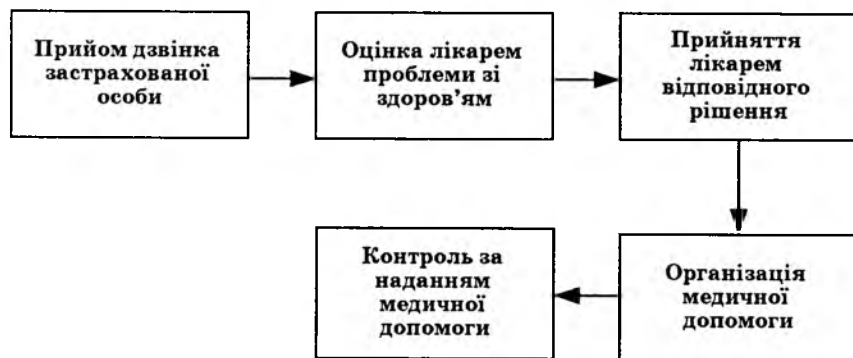 Прийом дзвінка
застрахованої
особи
Оцінка лікарем
проблеми зі
здоров’ям
Прийняття
лікарем
відповідного
рішення
Організація
медичної
допомоги
Контроль за
наданням
медичної
допомоги